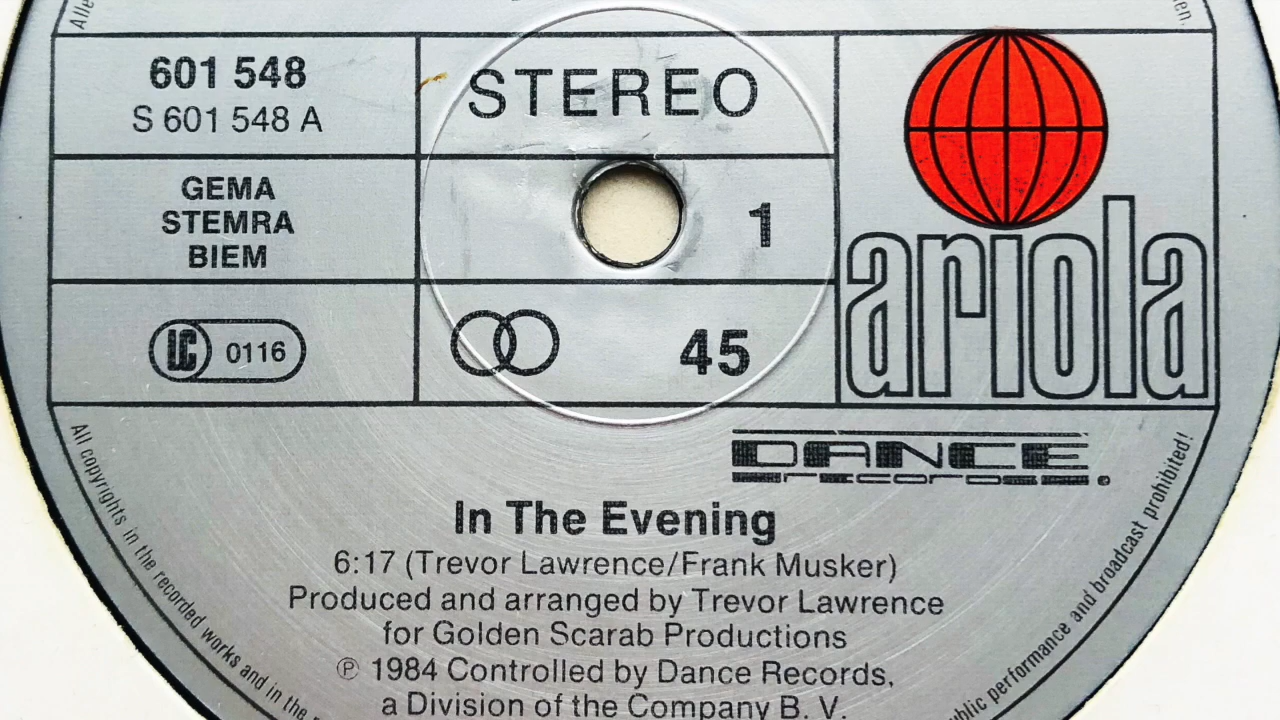 Alle
en.
601 548
S 601 548 A
STEREO
GEMA
STEMRA
BIEM
1
LC 0116
45
ariola
DANCE
records
In The Evening
6:17 (Trevor Lawrence/Frank Musker)
Produced and arranged by Trevor Lawrence
for Golden Scarab Productions
℗ 1984 Controlled by Dance Records,
a Division of the Company B. V.
All copyrights in the recorded works and in the
public performance and broadcast prohibited!